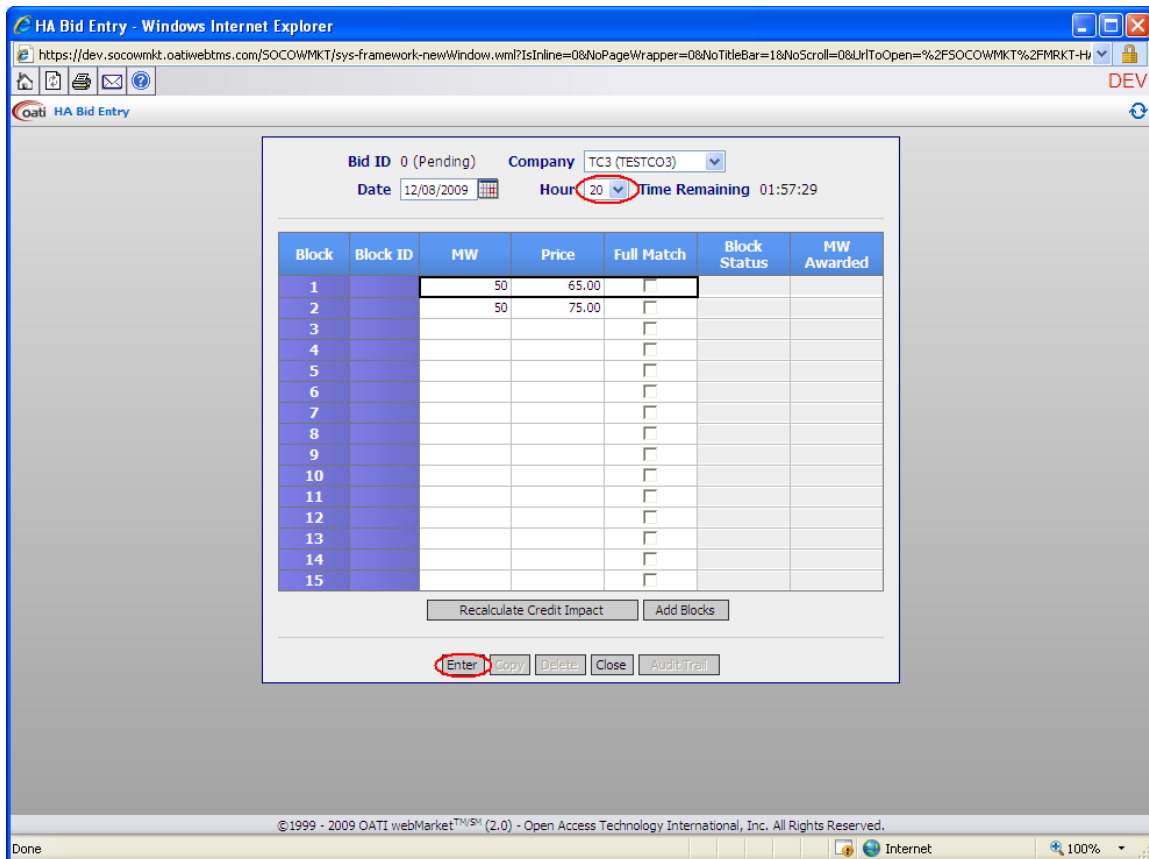 HA Bid Entry - Windows Internet Explorer
https://dev.socowmkt.oatiwebtms.com/SOCOWMKT/sys-framework-newWindow.wml?IsInline=0&NoPageWrapper=0&NoTitleBar=1&NoScroll=0&UrlToOpen=%2FSOCOWMKT%2FMRKT-HA
DEV
oati HA Bid Entry
Bid ID 0 (Pending) Company TC3 (TESTCO3)
Date 12/08/2009 Hour 20 Time Remaining 01:57:29
Block Block ID MW Price Full Match Block Status MW Awarded
1 50 65.00
2 50 75.00
3
4
5
6
7
8
9
10
11
12
13
14
15
Recalculate Credit Impact Add Blocks
Enter Copy Delete Close Audit Trail
©1999 - 2009 OATI webMarket™/SM (2.0) - Open Access Technology International, Inc. All Rights Reserved.
Done Internet 100%